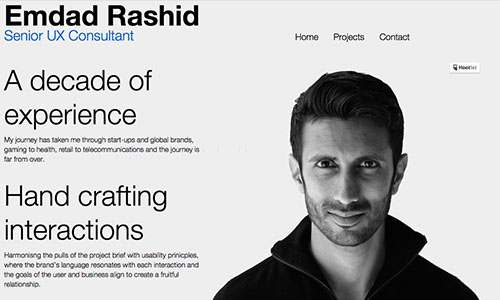 Emdad Rashid
Senior UX Consultant
Home Projects Contact
Hootlet
A decade of
experience
My journey has taken me through start-ups and global brands,
gaming to health, retail to telecommunications and the journey is
far from over.
Hand crafting
interactions
Harmonisng the pulls of the project brief with usability prinicples,
where the brand's language resonates with each interaction and
the goals of the user and business align to create a fruitful
relationship.